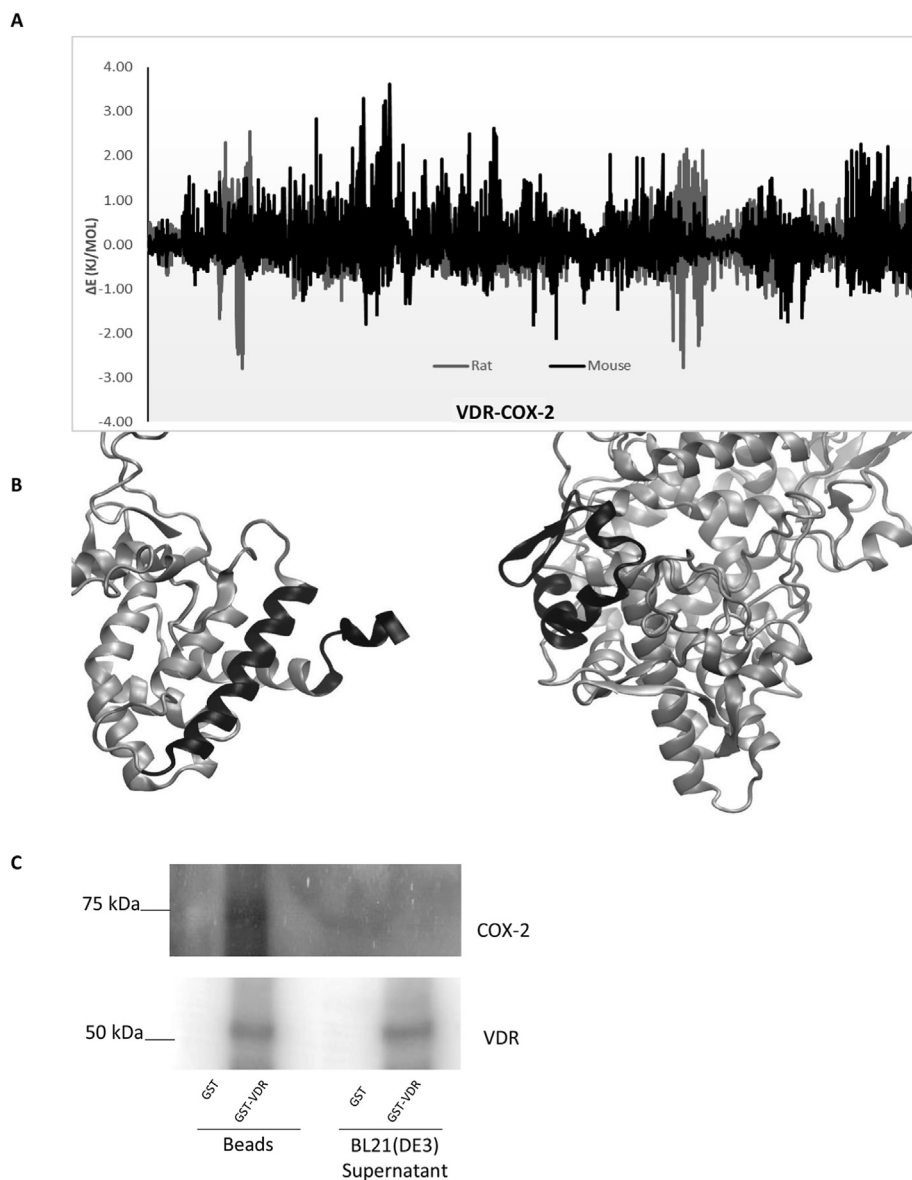 A
4.00
3.00
2.00
1.00
0.00
-1.00
-2.00
-3.00
-4.00
ΔE (KJ/MOL)
Rat
Mouse
VDR-COX-2
B
C
75 kDa
COX-2
50 kDa
VDR
GST
GST-VDR
GST
GST-VDR
Beads
BL21(DE3)
Supernatant